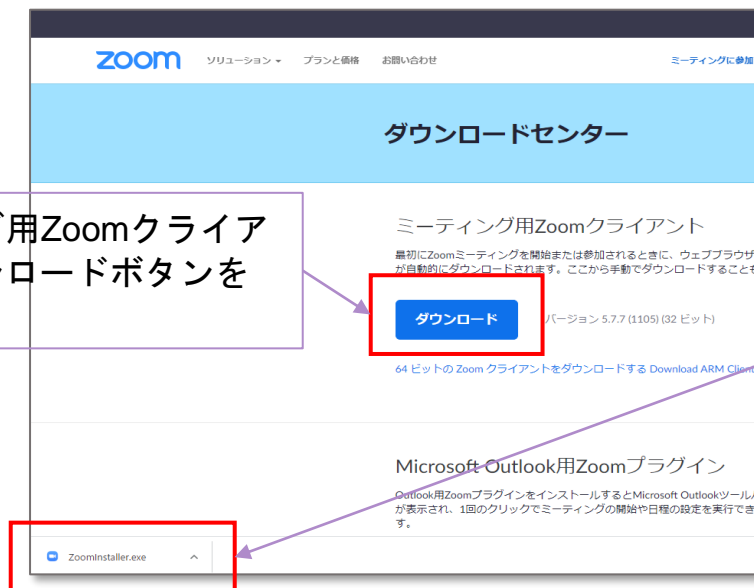 zoom
ソリューション
プランと価格
お問い合わせ
ミーティングに参加
ダウンロードセンター
用Zoomクライア
ロードボタンを
ミーティング用Zoomクライアント
最初にZoomミーティングを開始または参加されるときに、ウェブブラウザ
が自動的にダウンロードされます。ここから手動でダウンロードすること
ダウンロード
バージョン 5.7.7 (1105) (32 ビット)
64 ビットの Zoom クライアントをダウンロードする Download ARM Client
Microsoft Outlook用Zoomプラグイン
Outlook用ZoomプラグインをインストールするとMicrosoft Outlookツール
が表示され、1回のクリックでミーティングの開始や日程の設定を実行でき
す。
ZoomInstaller.exe